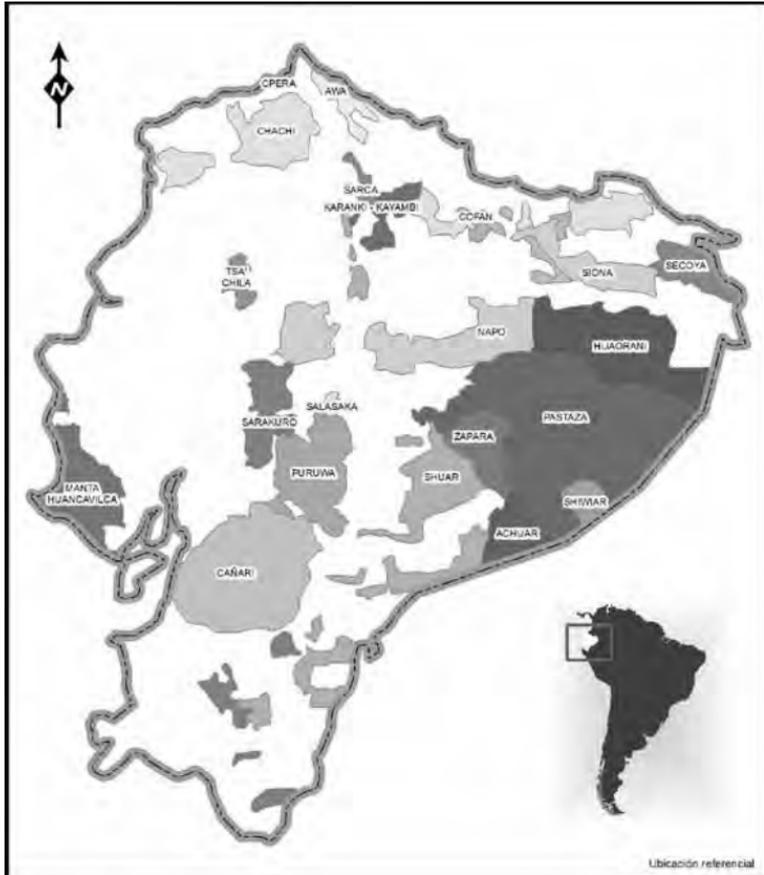 N
CPERA
AWA
CHACHI
SARCA
KARANKI - KAYAMBI
COFÁN
TSA'
CHILA
SIONA
SECOYA
NAPO
HUAORANI
SALASAKA
SARAKURO
PASTAZA
ZAPARA
PURUWA
SHUAR
MANTA
HUANCAVILCA
SHIWIAR
ACHUAR
CAÑARI
Ubicación referencial